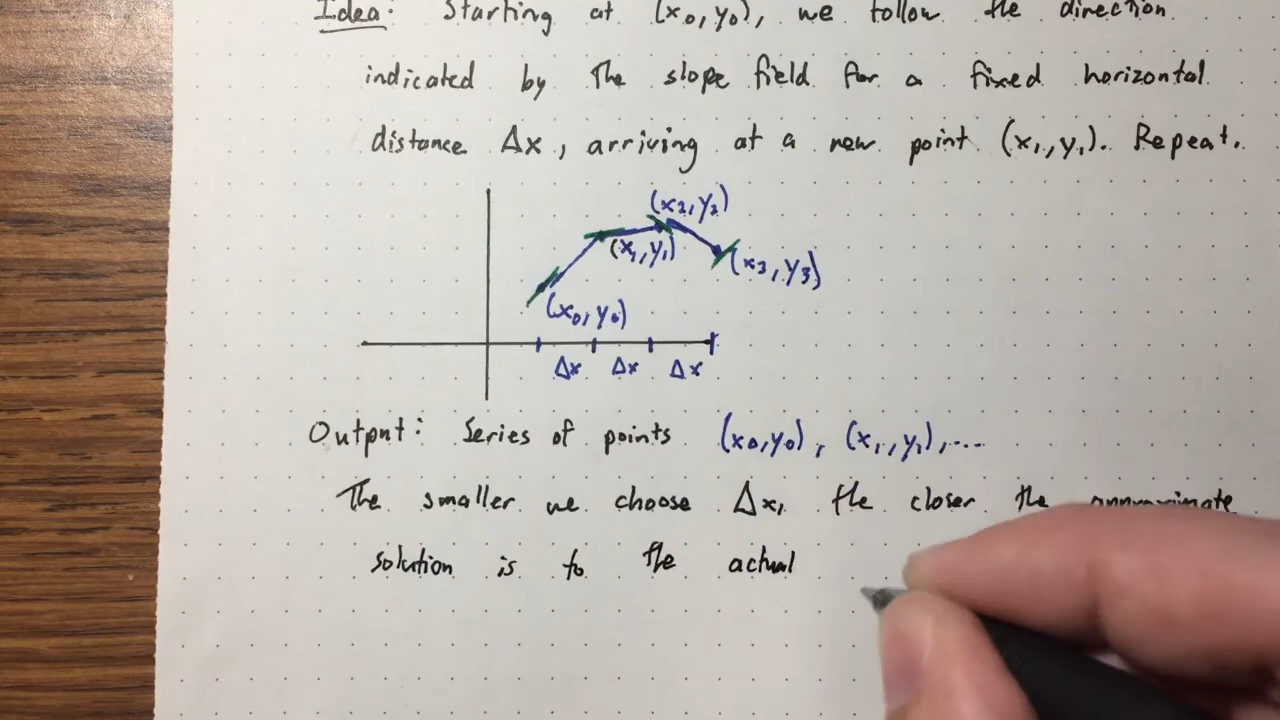 Idea: Starting at (x₀,y₀), we follow the direction
indicated by the slope field for a fixed horizontal
distance Δx, arriving at a new point (x₁,y₁). Repeat.
(x₂,y₂)
(x₁,y₁)
(x₃,y₃)
(x₀,y₀)
Δx Δx Δx
Output: Series of points (x₀,y₀), (x₁,y₁),....
The smaller we choose Δx, the closer the approximate
solution is to the actual